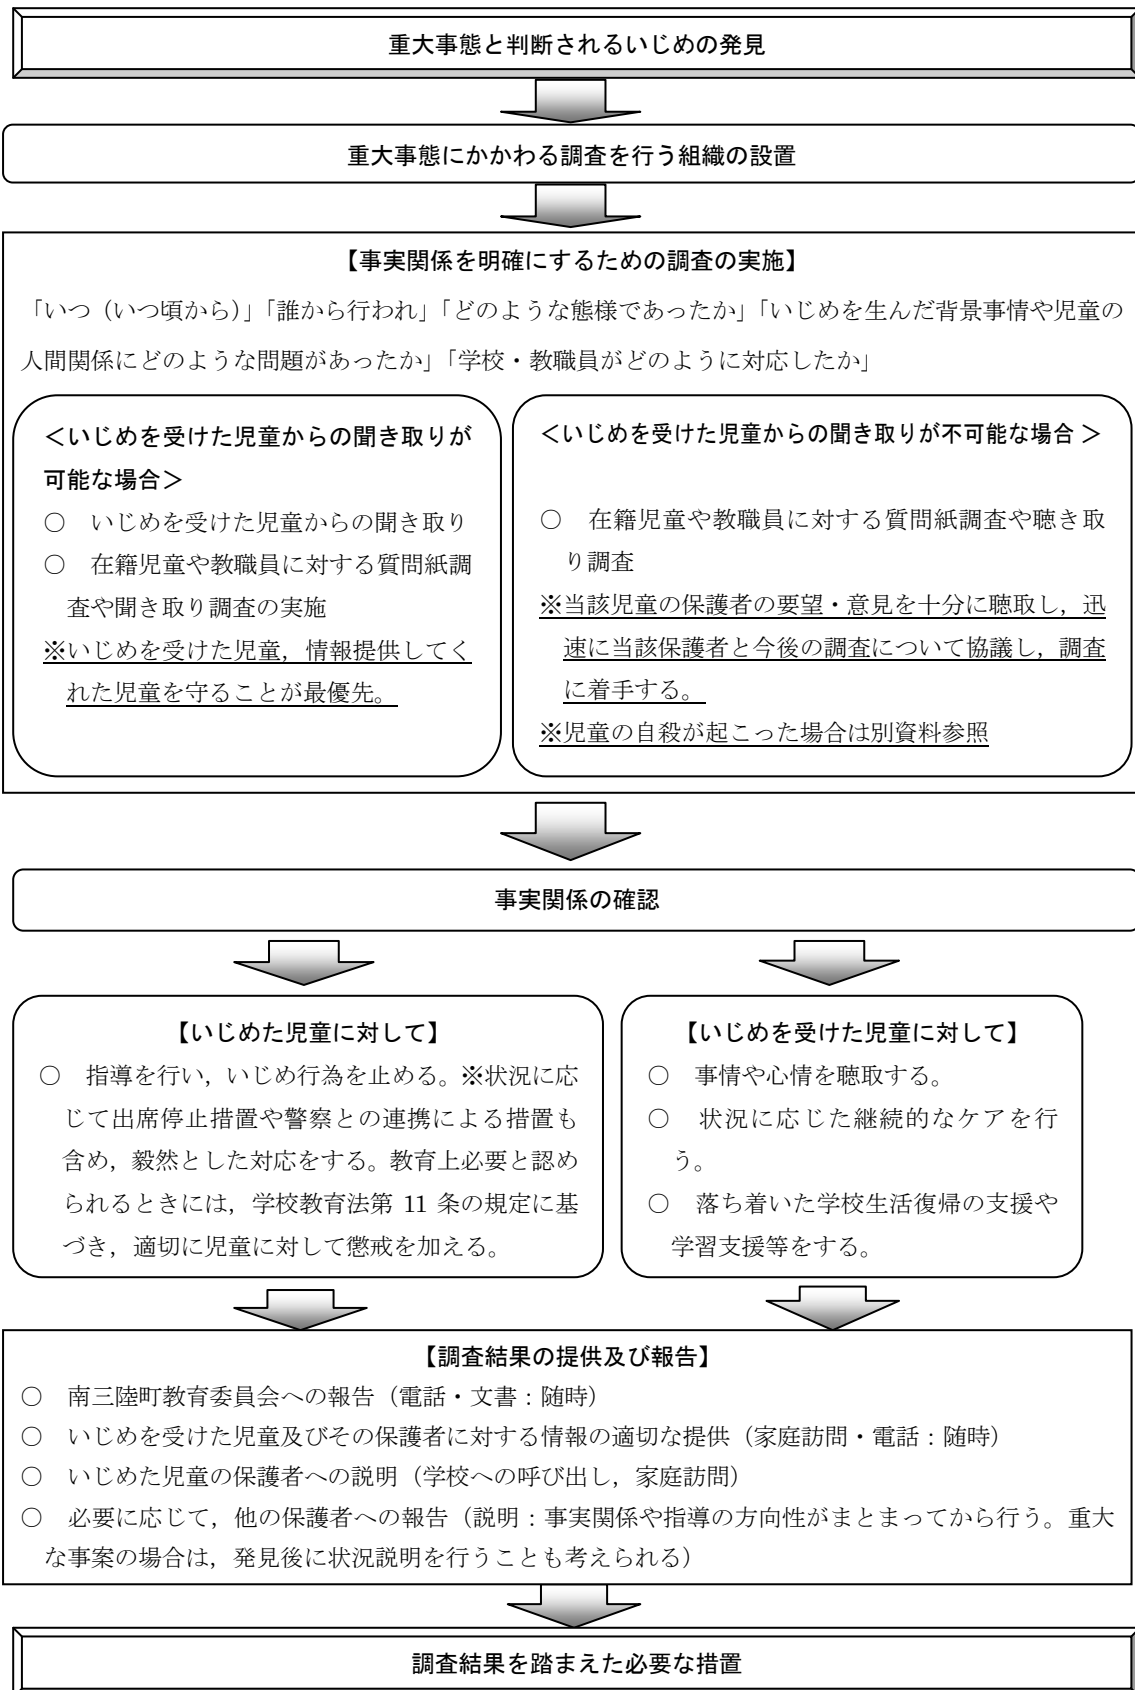 重大事態と判断されるいじめの発見
重大事態にかかわる調査を行う組織の設置
【事実関係を明確にするための調査の実施】
「いつ（いつ頃から）」「誰から行われ」「どのような態様であったか」「いじめを生んだ背景事情や児童の
人間関係にどのような問題があったか」「学校・教職員がどのように対応したか」
＜いじめを受けた児童からの聞き取りが
可能な場合＞
○　いじめを受けた児童からの聞き取り
○　在籍児童や教職員に対する質問紙調
査や聞き取り調査の実施
※いじめを受けた児童，情報提供してく
れた児童を守ることが最優先。
＜いじめを受けた児童からの聞き取りが不可能な場合 ＞
○　在籍児童や教職員に対する質問紙調査や聴き取
り調査
※当該児童の保護者の要望・意見を十分に聴取し，迅
速に当該保護者と今後の調査について協議し，調査
に着手する。
※児童の自殺が起こった場合は別資料参照
事実関係の確認
【いじめた児童に対して】
○　指導を行い，いじめ行為を止める。※状況に応
じて出席停止措置や警察との連携による措置も
含め，毅然とした対応をする。教育上必要と認め
られるときには，学校教育法第 11 条の規定に基
づき，適切に児童に対して懲戒を加える。
【いじめを受けた児童に対して】
○　事情や心情を聴取する。
○　状況に応じた継続的なケアを行
う。
○　落ち着いた学校生活復帰の支援や
学習支援等をする。
【調査結果の提供及び報告】
○　南三陸町教育委員会への報告（電話・文書：随時）
○　いじめを受けた児童及びその保護者に対する情報の適切な提供（家庭訪問・電話：随時）
○　いじめた児童の保護者への説明（学校への呼び出し，家庭訪問）
○　必要に応じて，他の保護者への報告（説明：事実関係や指導の方向性がまとまってから行う。重大
な事案の場合は，発見後に状況説明を行うことも考えられる）
調査結果を踏まえた必要な措置